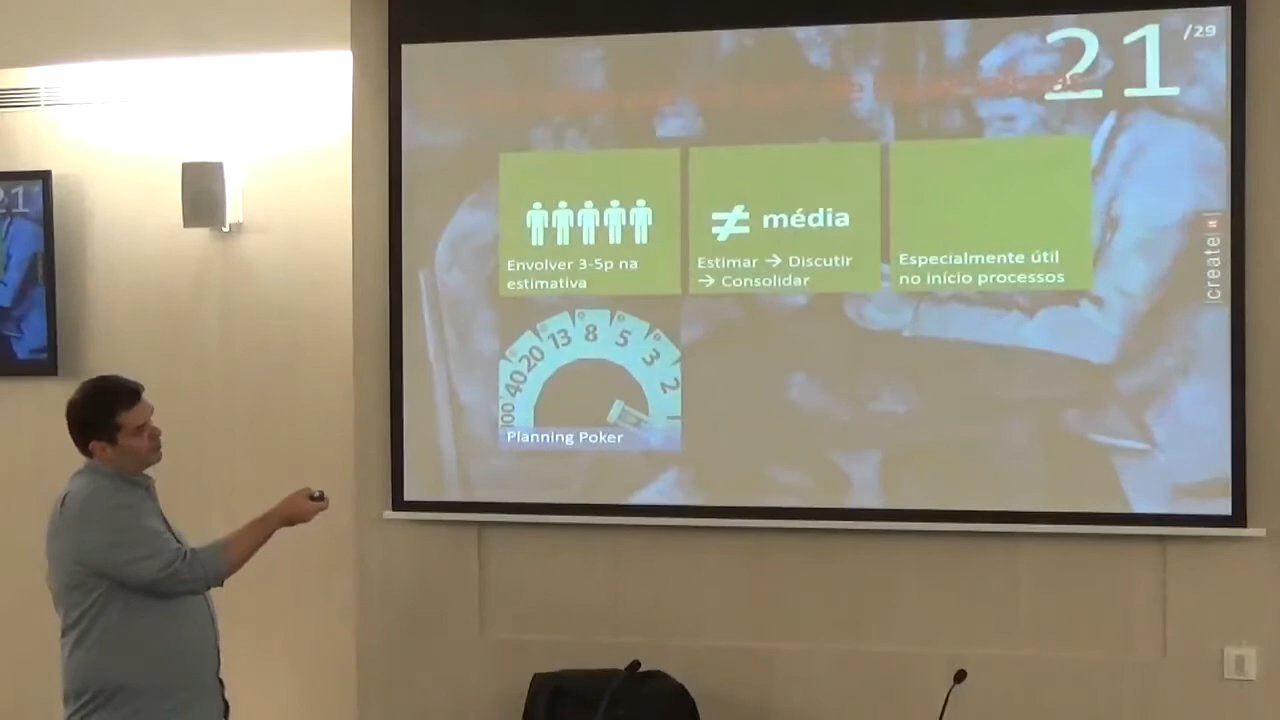 21 /29
21
≠ média
Envolver 3-5p na
estimativa
Estimar → Discutir
→ Consolidar
Especialmente útil
no início processos
100 40 20 13 8 5 3 2
Planning Poker
|create|it|